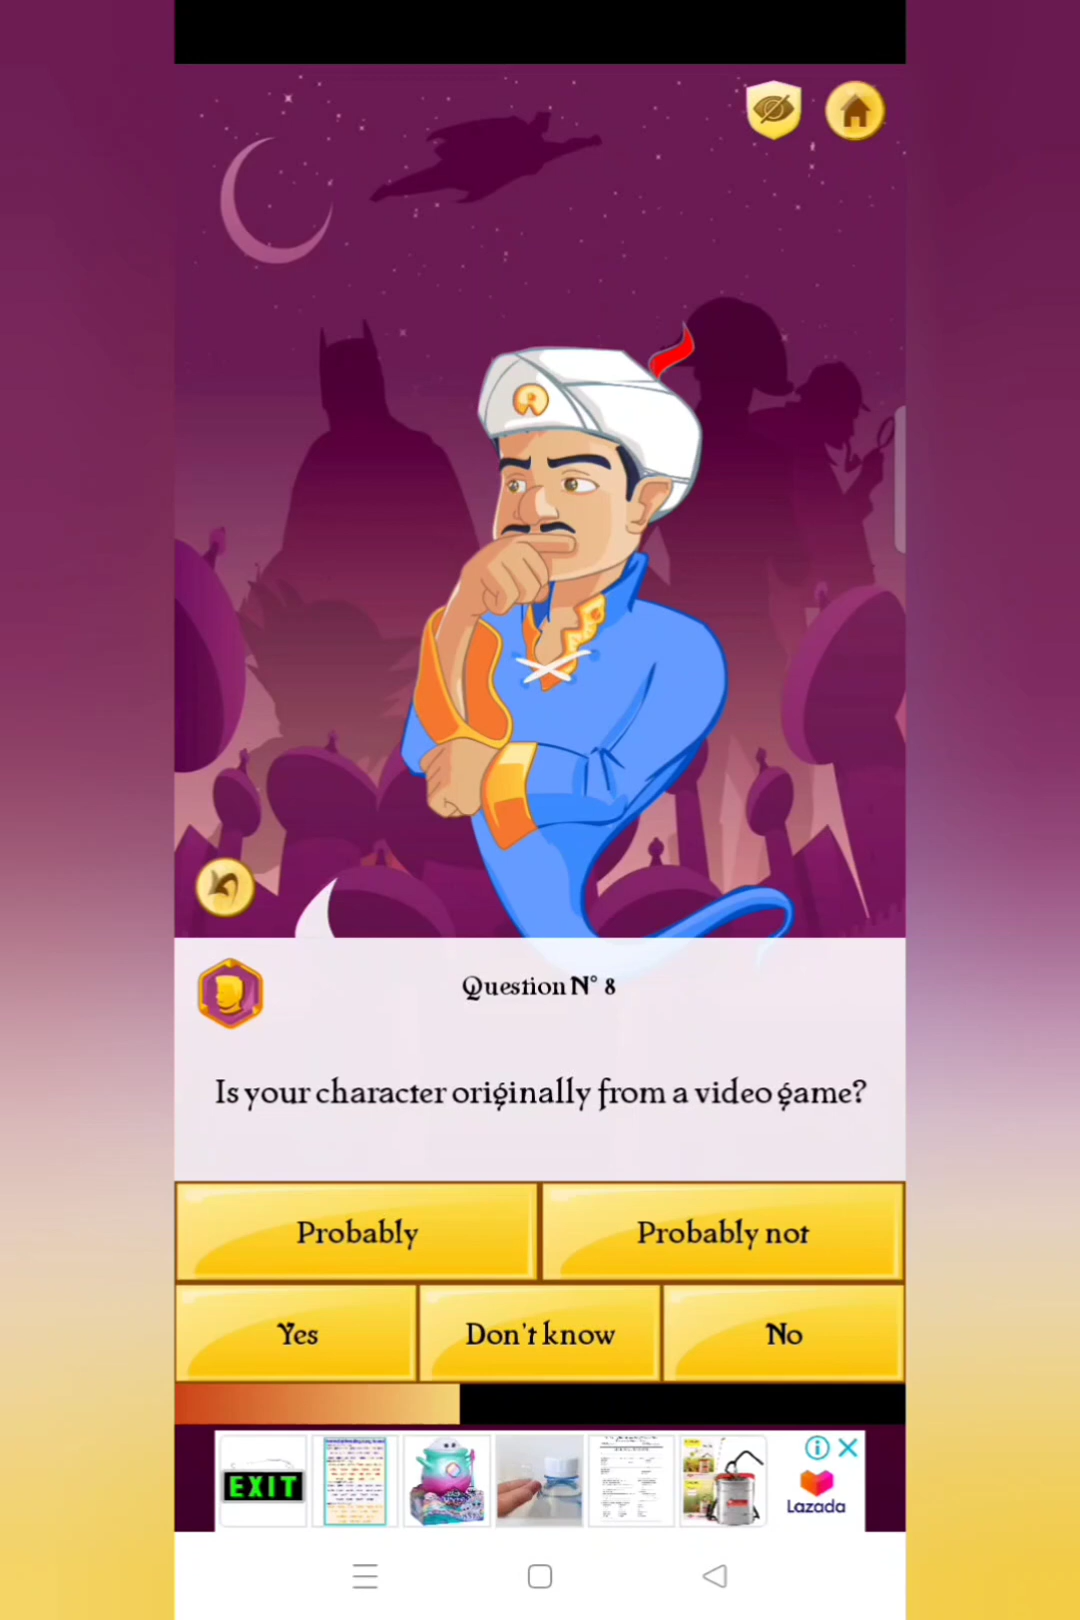 Question N° 8
Is your character originally from a video game?
Probably
Probably not
Yes
Don't know
No
EXIT
Lazada